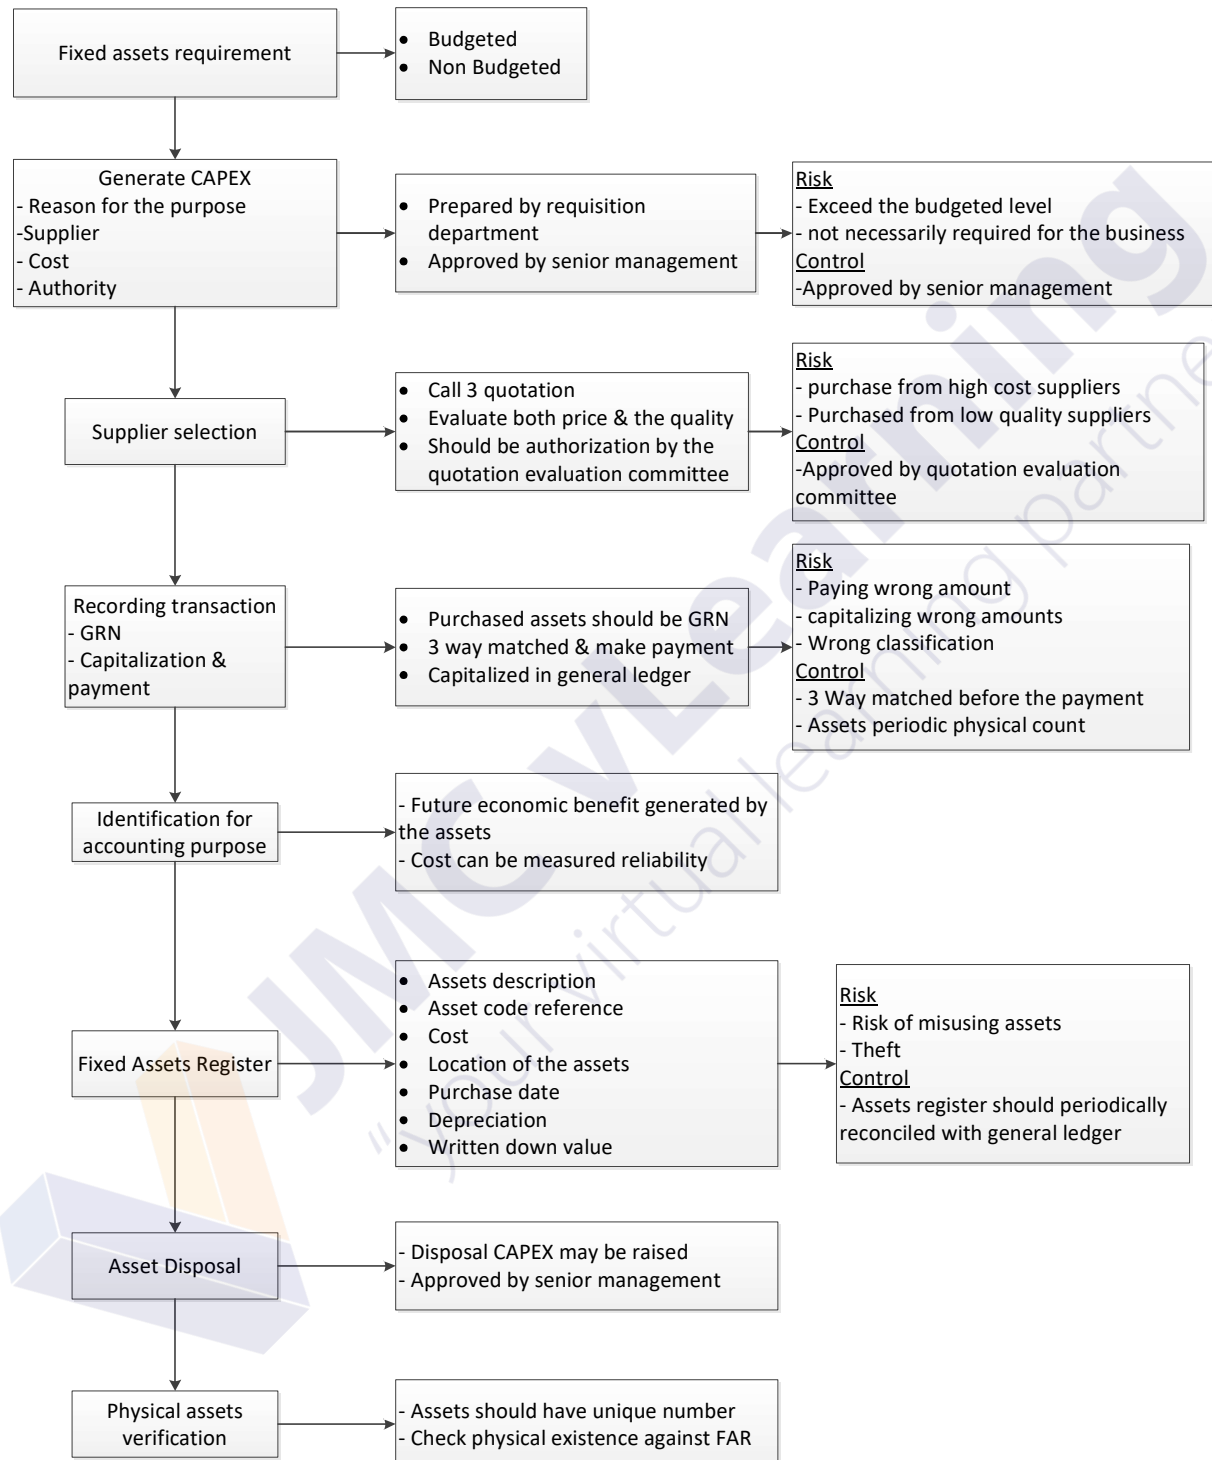 Fixed assets requirement
• Budgeted
• Non Budgeted
Generate CAPEX
- Reason for the purpose
-Supplier
- Cost
- Authority
• Prepared by requisition
department
• Approved by senior management
Risk
- Exceed the budgeted level
- not necessarily required for the business
Control
-Approved by senior management
Supplier selection
• Call 3 quotation
• Evaluate both price & the quality
• Should be authorization by the
quotation evaluation committee
Risk
- purchase from high cost suppliers
- Purchased from low quality suppliers
Control
-Approved by quotation evaluation
committee
Recording transaction
- GRN
- Capitalization &
payment
• Purchased assets should be GRN
• 3 way matched & make payment
• Capitalized in general ledger
Risk
- Paying wrong amount
- capitalizing wrong amounts
- Wrong classification
Control
- 3 Way matched before the payment
- Assets periodic physical count
Identification for
accounting purpose
- Future economic benefit generated by
the assets
- Cost can be measured reliability
Fixed Assets Register
• Assets description
• Asset code reference
• Cost
• Location of the assets
• Purchase date
• Depreciation
• Written down value
Risk
- Risk of misusing assets
- Theft
Control
- Assets register should periodically
reconciled with general ledger
Asset Disposal
- Disposal CAPEX may be raised
- Approved by senior management
Physical assets
verification
- Assets should have unique number
- Check physical existence against FAR
JMC vLearning
"your virtual learning partne